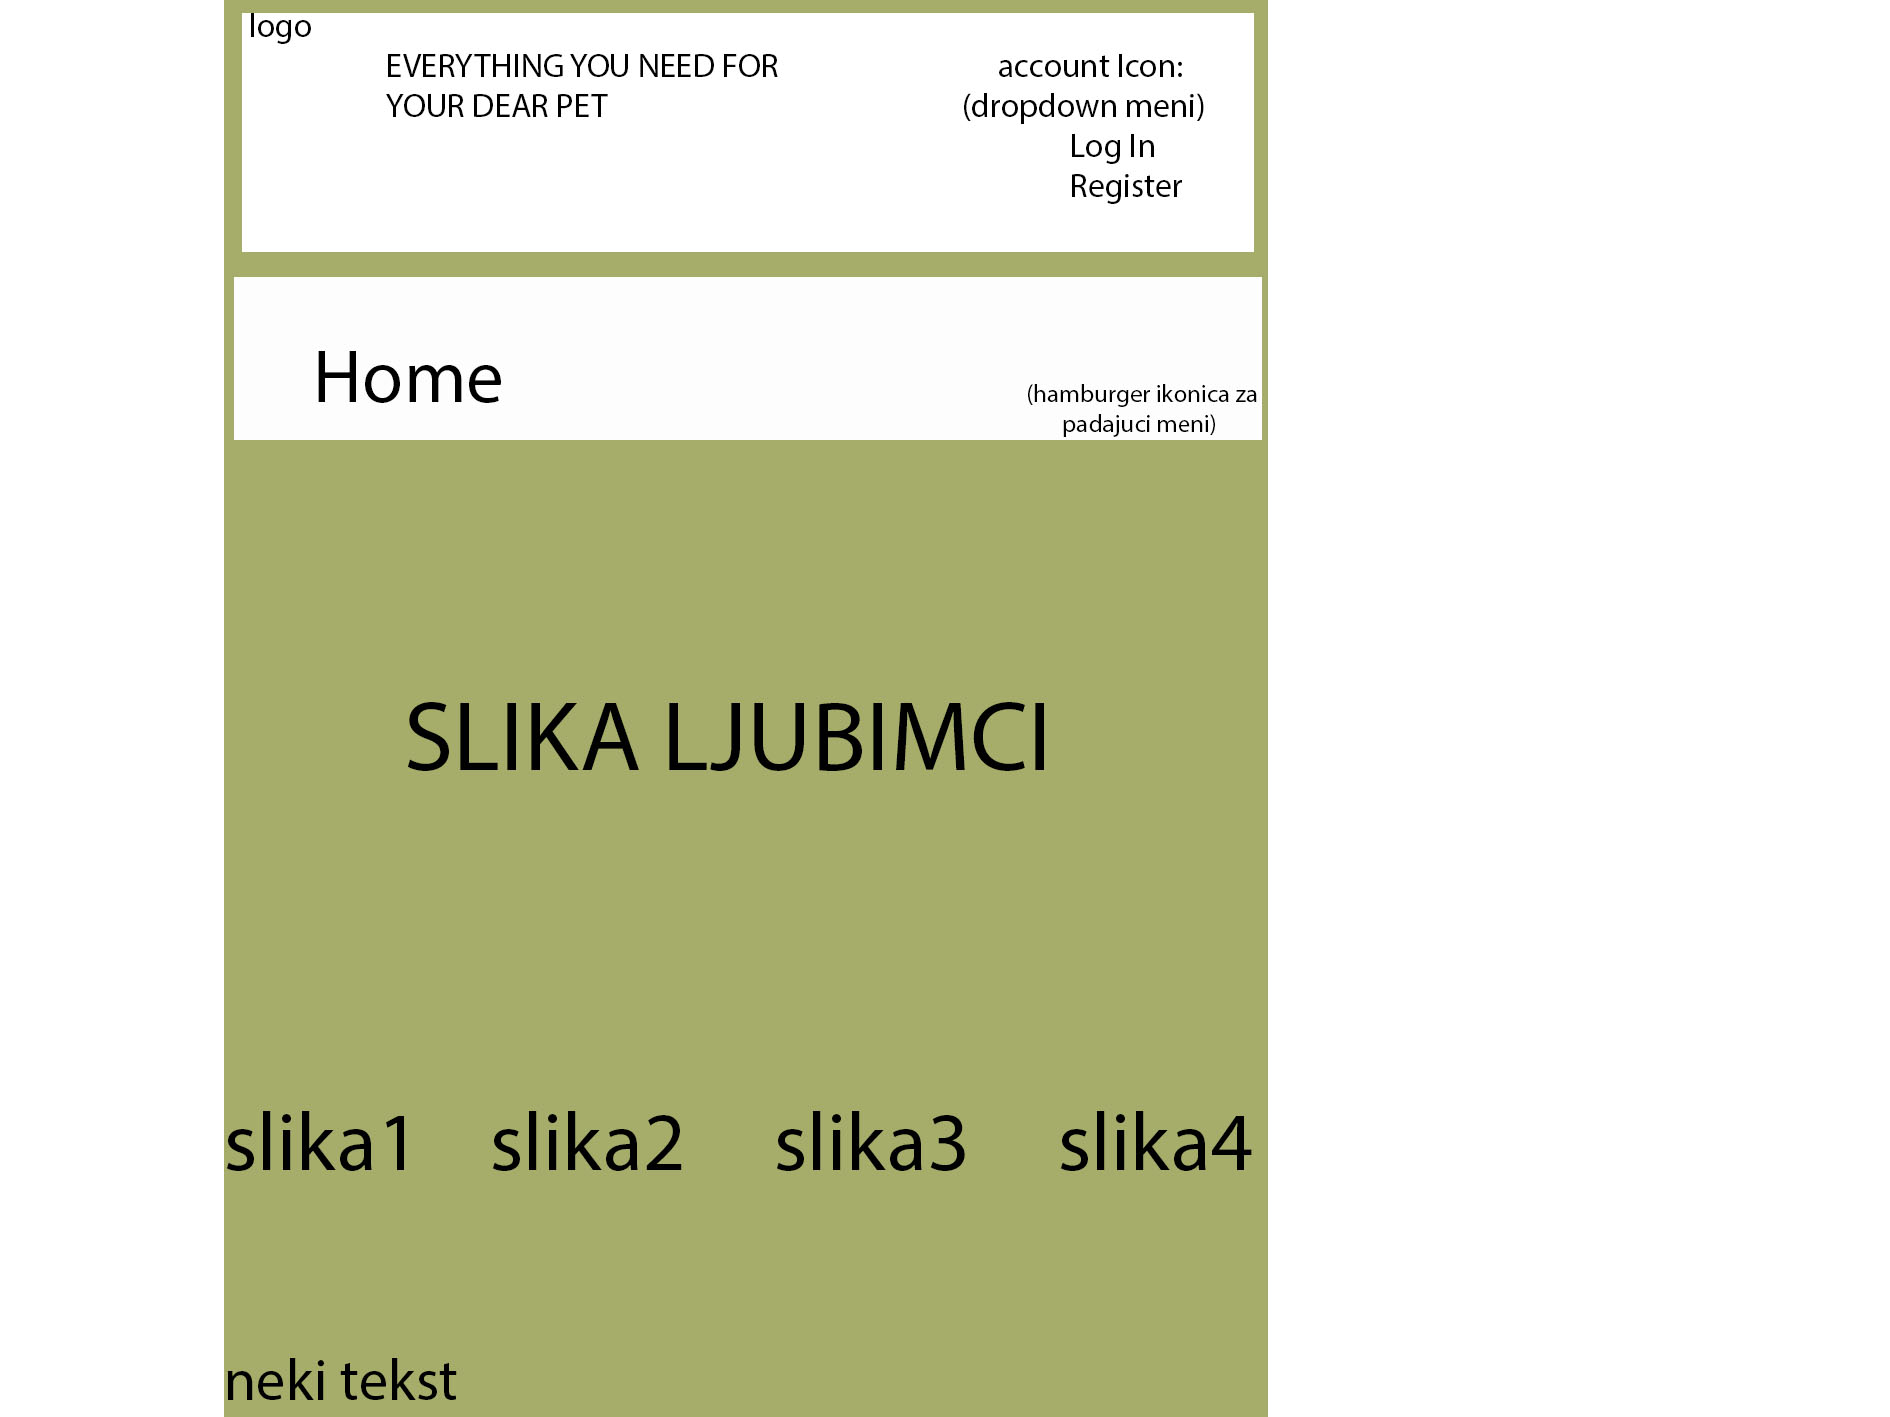 logo
EVERYTHING YOU NEED FOR
YOUR DEAR PET
account Icon:
(dropdown meni)
Log In
Register
Home
(hamburger ikonica za
padajuci meni)
SLIKA LJUBIMCI
slika1 slika2 slika3 slika4
neki tekst